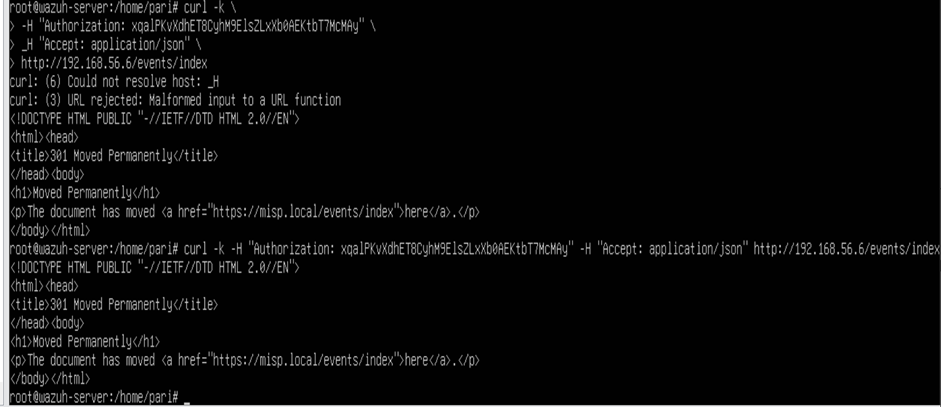 root@wazuh-server:/home/pari# curl -k \
> -H "Authorization: xqalPKvXdhET8CyhM9ElsZLxXb0AEKtbT7McMAy" \
> _H "Accept: application/json" \
> http://192.168.56.6/events/index
curl: (6) Could not resolve host: _H
curl: (3) URL rejected: Malformed input to a URL function
<!DOCTYPE HTML PUBLIC "-//IETF//DTD HTML 2.0//EN">
<html><head>
<title>301 Moved Permanently</title>
</head><body>
<h1>Moved Permanently</h1>
<p>The document has moved <a href="https://misp.local/events/index">here</a>.</p>
</body></html>
root@wazuh-server:/home/pari# curl -k -H "Authorization: xqalPKvXdhET8CyhM9ElsZLxXb0AEKtbT7McMAy" -H "Accept: application/json" http://192.168.56.6/events/index
<!DOCTYPE HTML PUBLIC "-//IETF//DTD HTML 2.0//EN">
<html><head>
<title>301 Moved Permanently</title>
</head><body>
<h1>Moved Permanently</h1>
<p>The document has moved <a href="https://misp.local/events/index">here</a>.</p>
</body></html>
root@wazuh-server:/home/pari# _